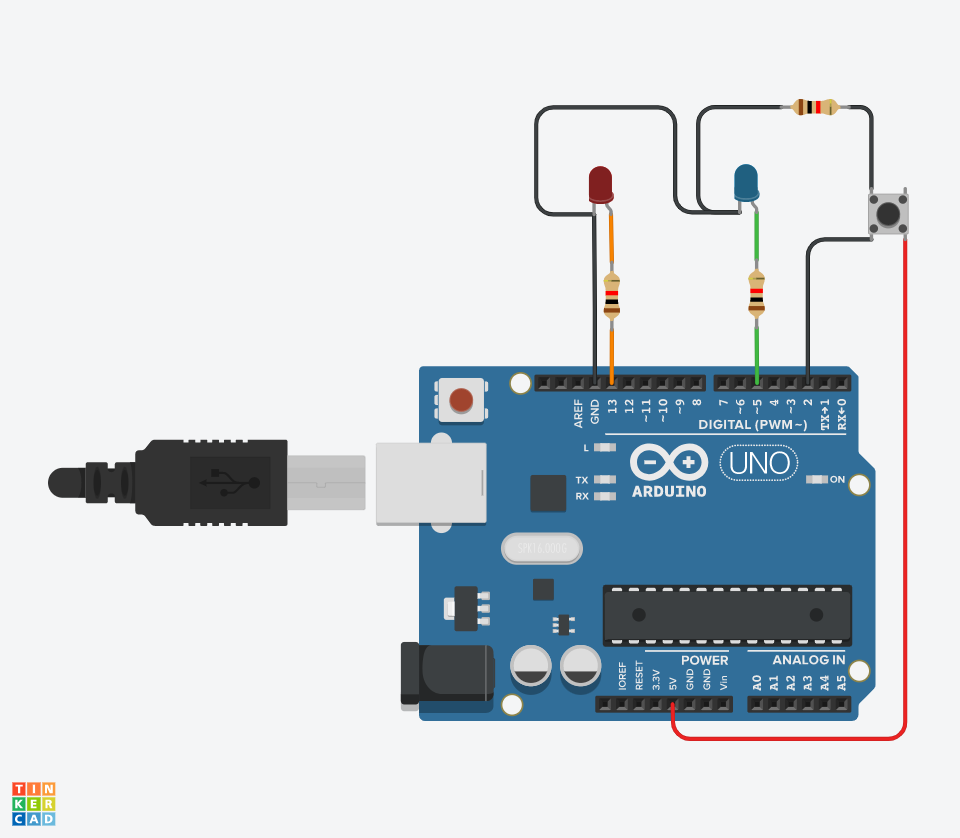 AREF
GND
13
12
~11
~10
~9
8
7
~6
~5
4
~3
2
TX→1
RX←0
DIGITAL (PWM~)
L
TX
RX
ARDUINO
UNO
ON
IOREF
RESET
3.3V
5V
GND
GND
Vin
POWER
ANALOG IN
A0
A1
A2
A3
A4
A5
TIN
KER
CAD